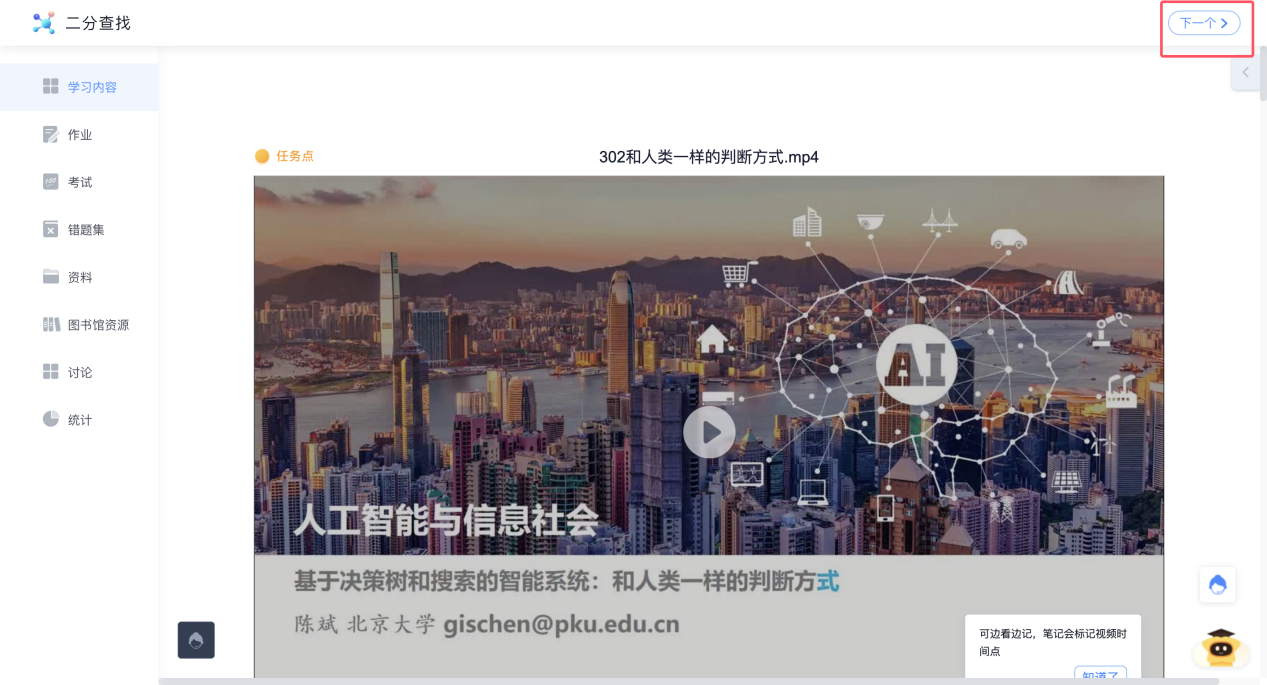 二分查找
下一个
学习内容
作业
考试
错题集
资料
图书馆资源
讨论
统计
任务点
302和人类一样的判断方式.mp4
AI
人工智能与信息社会
基于决策树和搜索的智能系统：和人类一样的判断方式
陈斌 北京大学 gischen@pku.edu.cn
可边看边记，笔记会标记视频时
间点
知道了